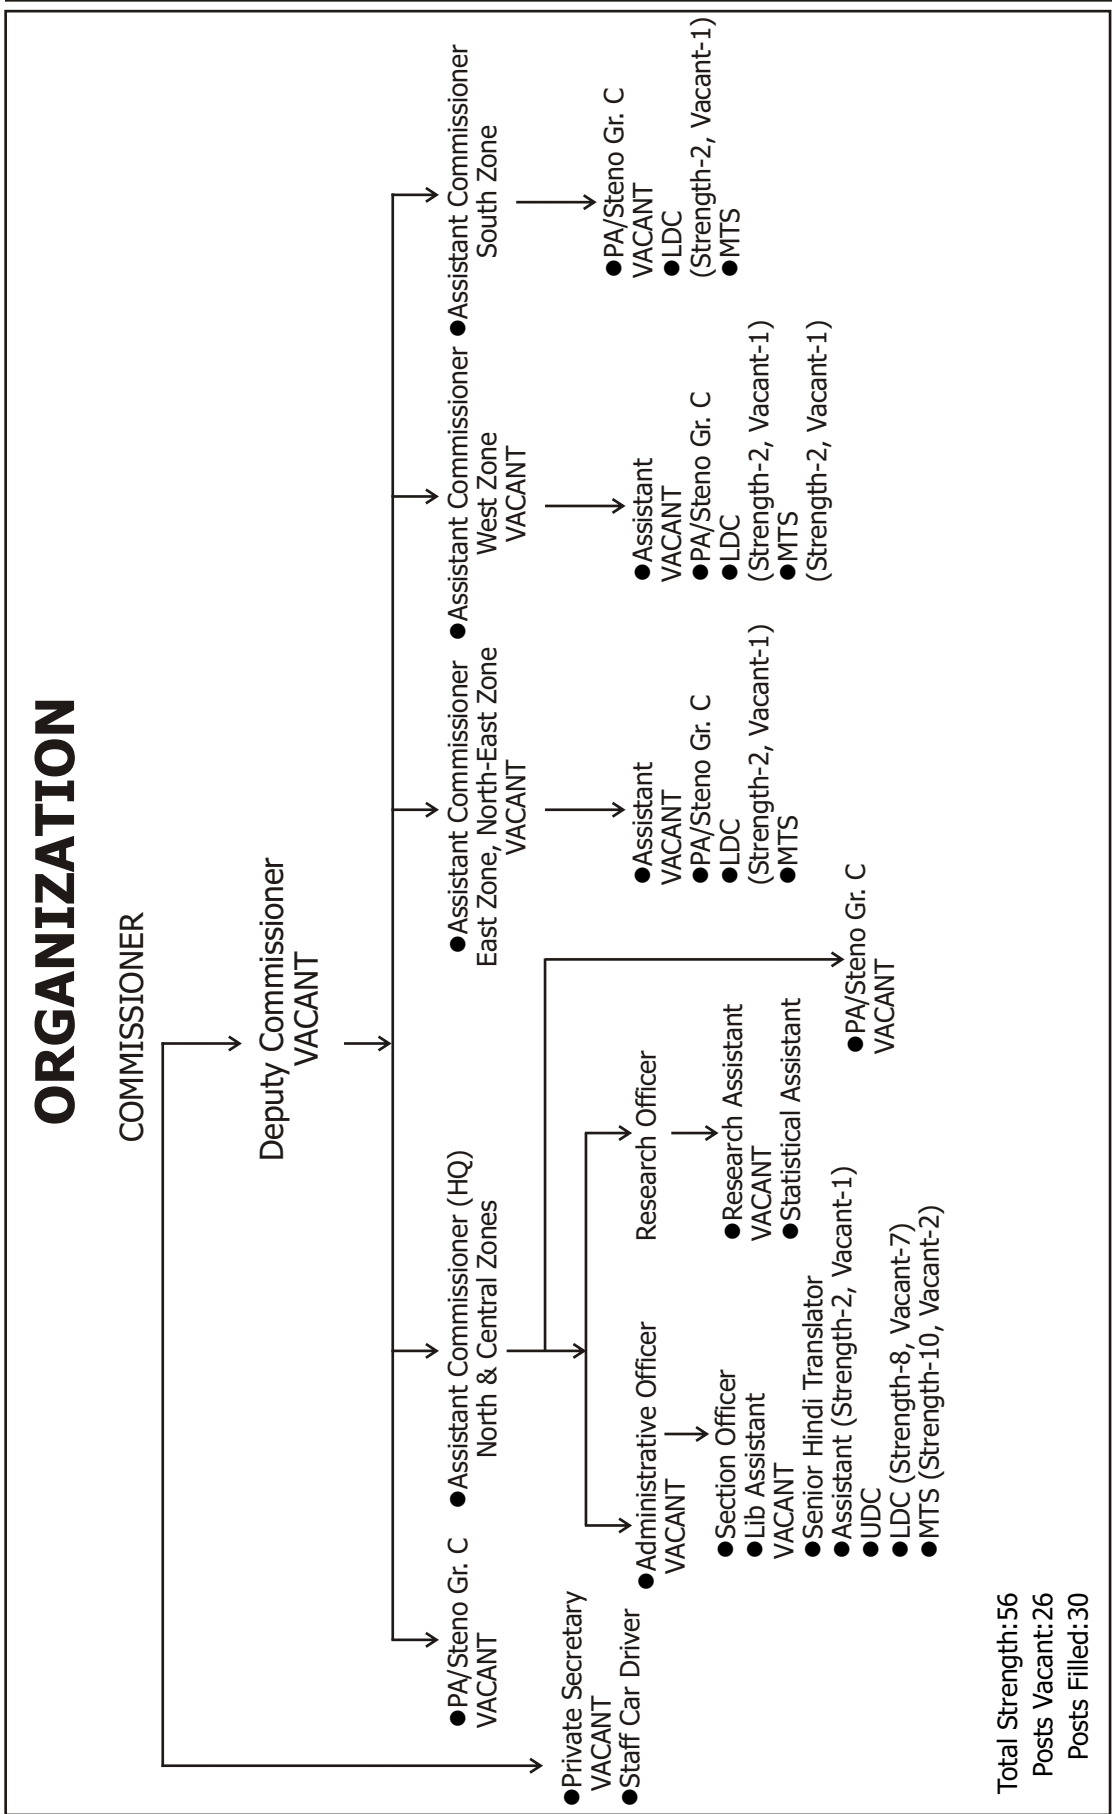 ORGANIZATION
COMMISSIONER
Deputy Commissioner
VACANT
●Private Secretary
VACANT
●Staff Car Driver
●PA/Steno Gr. C
VACANT
●Assistant Commissioner (HQ)
North & Central Zones
●Administrative Officer
VACANT
●Section Officer
●Lib Assistant
VACANT
●Senior Hindi Translator
●Assistant (Strength-2, Vacant-1)
●UDC
●LDC (Strength-8, Vacant-7)
●MTS (Strength-10, Vacant-2)
Research Officer
●Research Assistant
VACANT
●Statistical Assistant
●PA/Steno Gr. C
VACANT
●Assistant Commissioner
East Zone, North-East Zone
VACANT
●Assistant
VACANT
●PA/Steno Gr. C
●LDC
(Strength-2, Vacant-1)
●MTS
●Assistant Commissioner
West Zone
VACANT
●Assistant
VACANT
●PA/Steno Gr. C
●LDC
(Strength-2, Vacant-1)
●MTS
(Strength-2, Vacant-1)
●Assistant Commissioner
South Zone
●PA/Steno Gr. C
VACANT
●LDC
(Strength-2, Vacant-1)
●MTS
Total Strength:56
Posts Vacant:26
Posts Filled:30